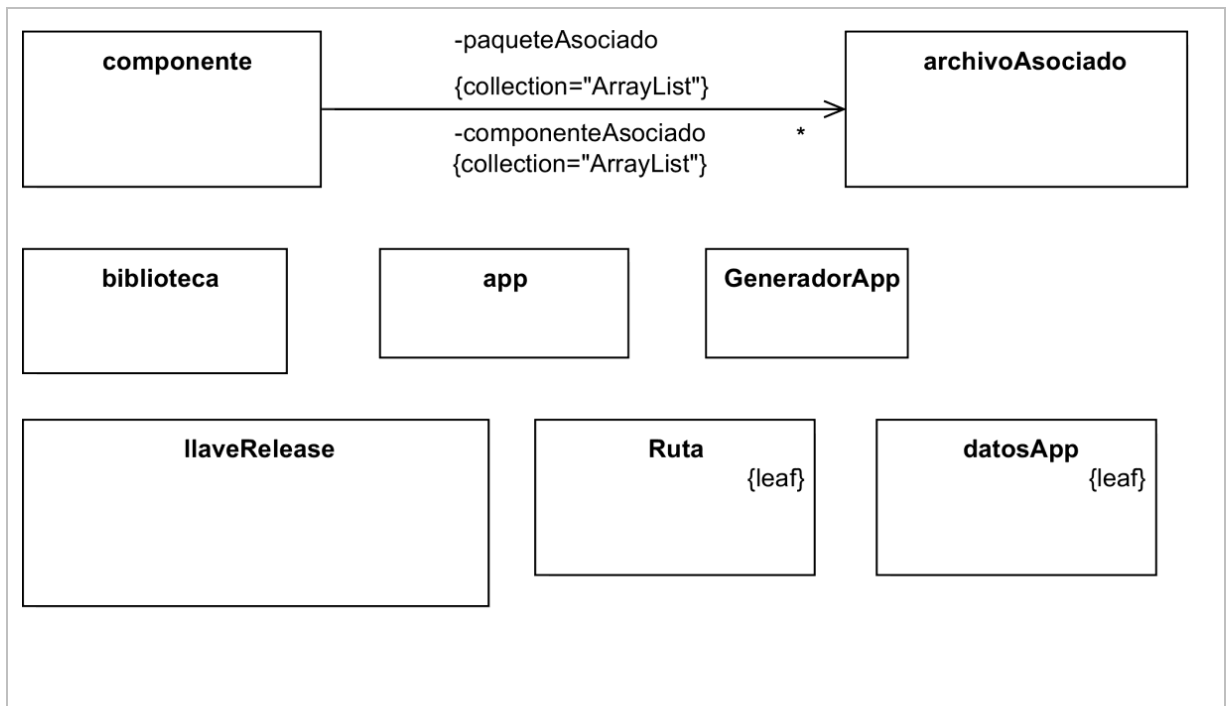 componente
-paqueteAsociado
{collection="ArrayList"}
-componenteAsociado
{collection="ArrayList"}
*
archivoAsociado
biblioteca
app
GeneradorApp
llaveRelease
Ruta
{leaf}
datosApp
{leaf}